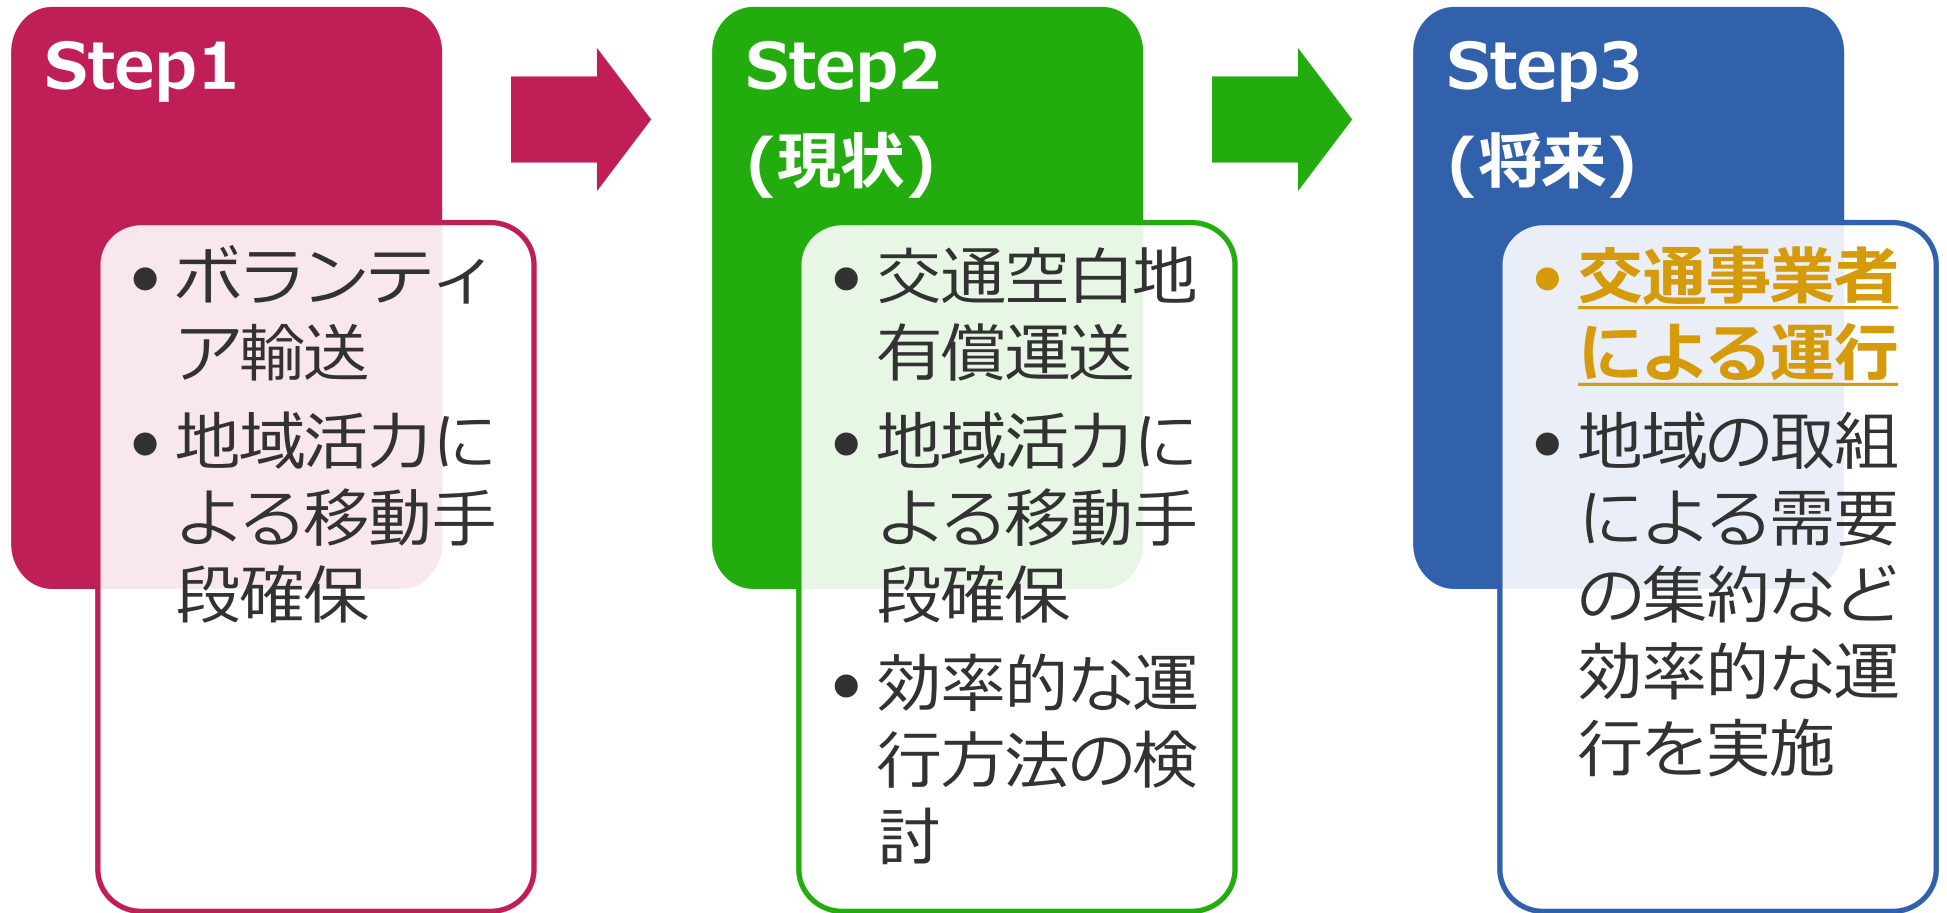 Step1
• ボランティ
ア輸送
• 地域活力に
よる移動手
段確保
Step2
(現状)
• 交通空白地
有償運送
• 地域活力に
よる移動手
段確保
• 効率的な運
行方法の検
討
Step3
(将来)
• 交通事業者
による運行
• 地域の取組
による需要
の集約など
効率的な運
行を実施